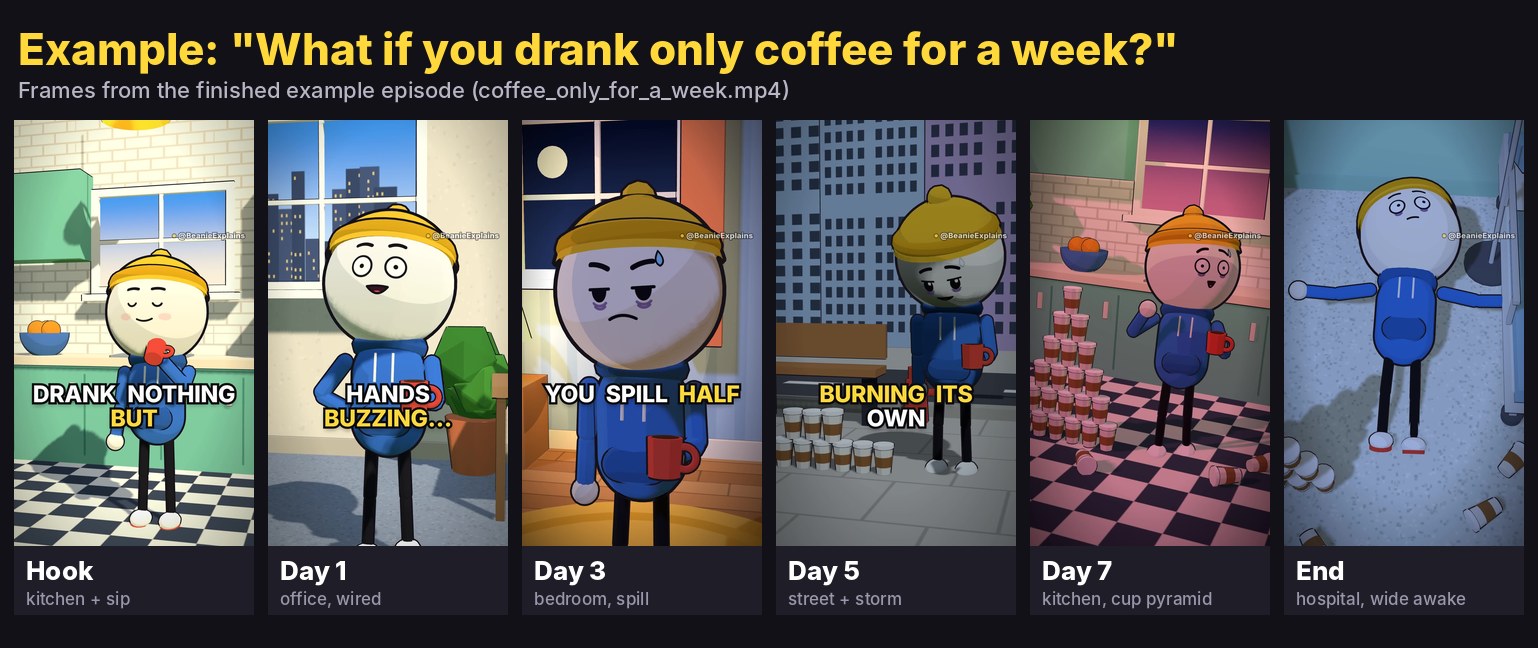 Example: "What if you drank only coffee for a week?"
Frames from the finished example episode (coffee_only_for_a_week.mp4)
@BeanieExplains
DRANK NOTHING
BUT
Hook
kitchen + sip
@BeanieExplains
HANDS
BUZZING...
Day 1
office, wired
@BeanieExplains
YOU SPILL HALF
Day 3
bedroom, spill
@BeanieExplains
BURNING ITS
OWN
Day 5
street + storm
@BeanieExplains
Day 7
kitchen, cup pyramid
@BeanieExplains
End
hospital, wide awake